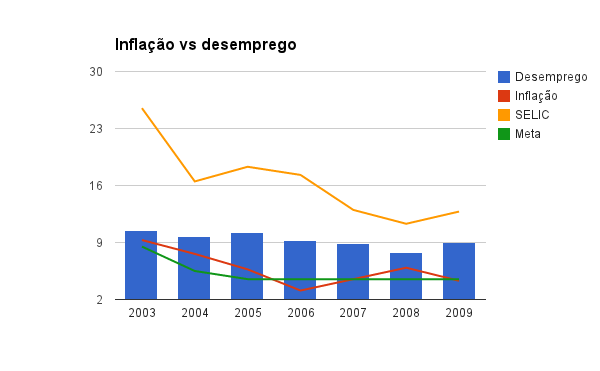 Inflação vs desemprego
30
23
16
9
2
2003 2004 2005 2006 2007 2008 2009
Desemprego
Inflação
SELIC
Meta